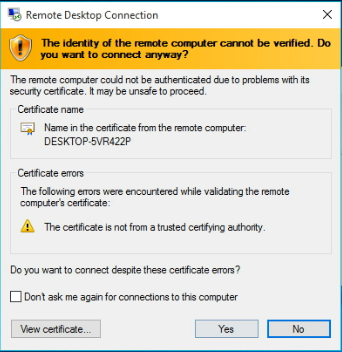 Remote Desktop Connection
The identity of the remote computer cannot be verified. Do
you want to connect anyway?
The remote computer could not be authenticated due to problems with its
security certificate. It may be unsafe to proceed.
Certificate name
Name in the certificate from the remote computer:
DESKTOP-5VR422P
Certificate errors
The following errors were encountered while validating the remote
computer's certificate:
The certificate is not from a trusted certifying authority.
Do you want to connect despite these certificate errors?
Don't ask me again for connections to this computer
View certificate...
Yes
No